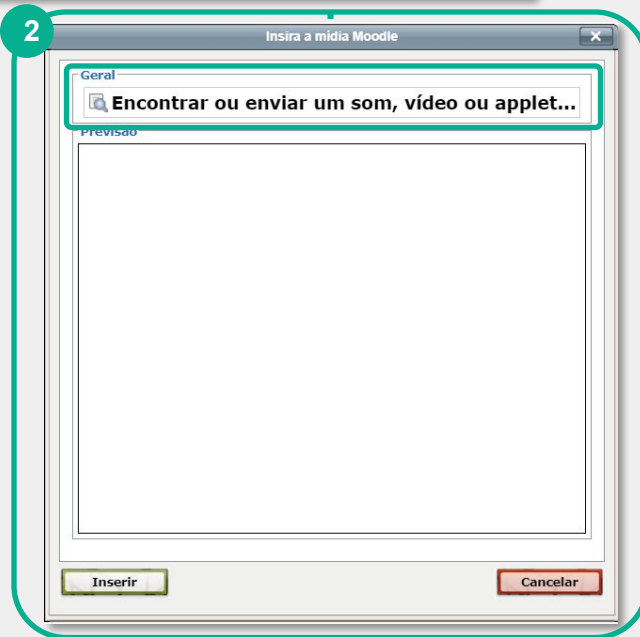 2
Insira a mídia Moodle
Geral
Encontrar ou enviar um som, vídeo ou applet...
Previsão
Inserir
Cancelar